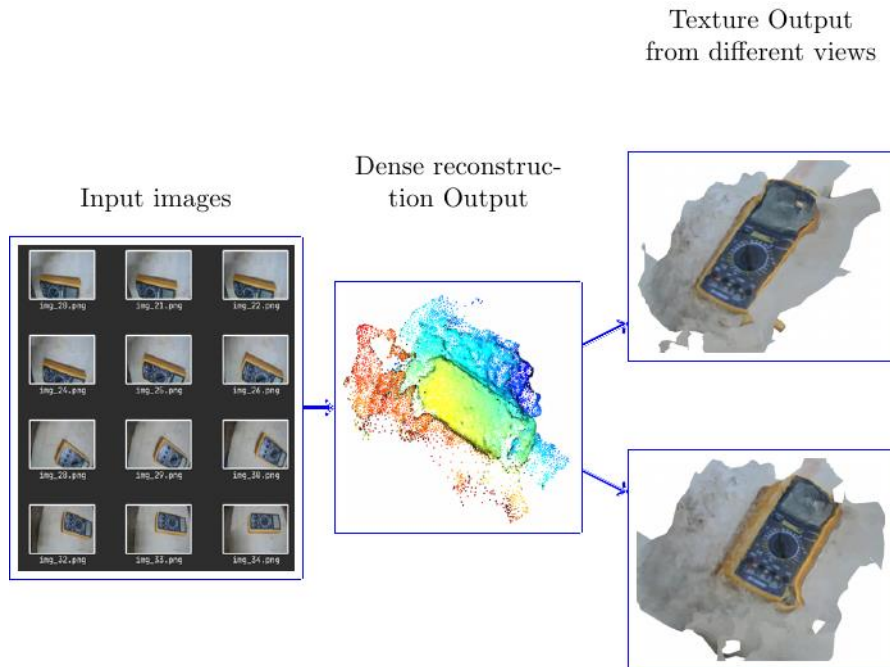 Texture Output
from different views
Dense reconstruc-
tion Output
Input images
img_20.png
img_21.png
img_22.png
img_24.png
img_25.png
img_26.png
img_28.png
img_29.png
img_30.png
img_32.png
img_33.png
img_34.png